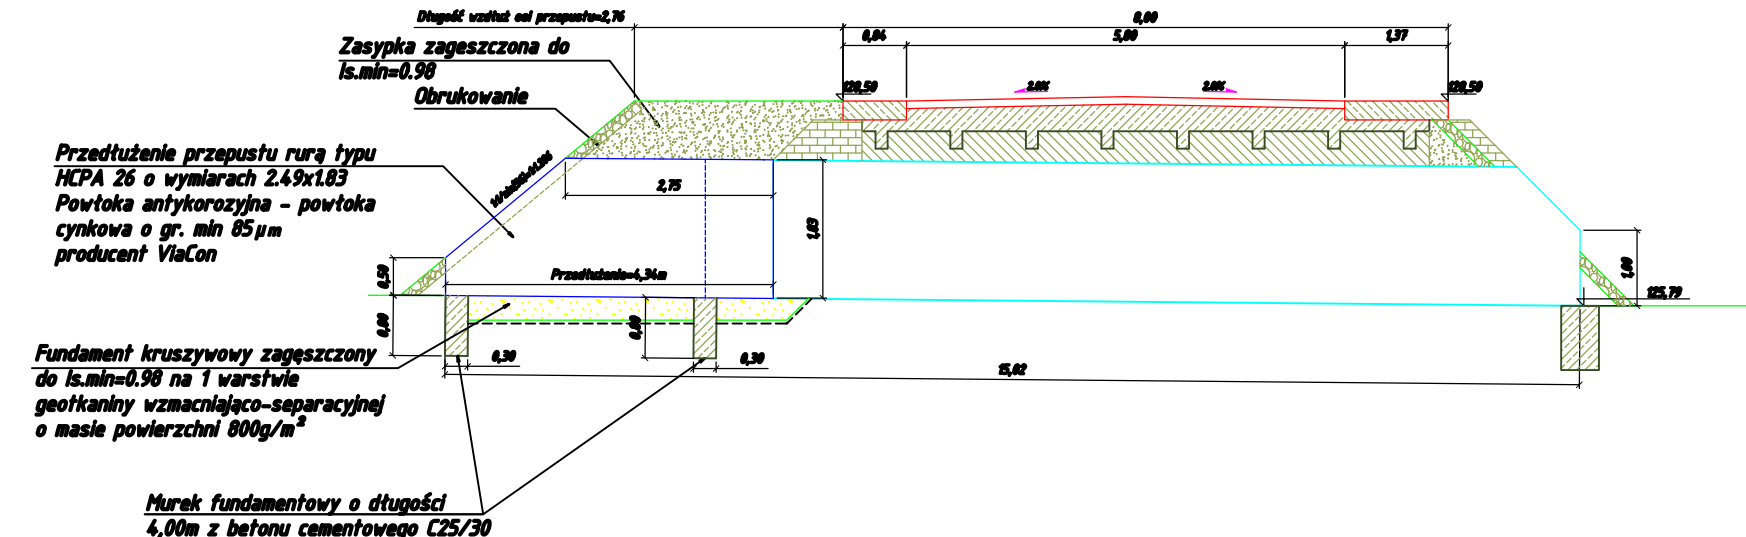 Długość wzdłuż osi przepustu=2,76
8,00
Zasypka zageszczona do
Is.min=0.98
0,84
5,80
1,37
Obrukowanie
128,50
2.0%
2.0%
128,50
Przedłużenie przepustu rurą typu
HCPA 26 o wymiarach 2.49x1.83
Powłoka antykorozyjna - powłoka
cynkowa o gr. min 85μm
producent ViaCon
2,75
1,83
0,50
Przedłużenie=4,34m
1,00
125,79
0,80
0,80
Fundament kruszywowy zagęszczony
do Is.min=0.98 na 1 warstwie
geotkaniny wzmacniająco-separacyjnej
o masie powierzchni 800g/m²
0,30
0,30
15,02
Murek fundamentowy o długości
4,00m z betonu cementowego C25/30